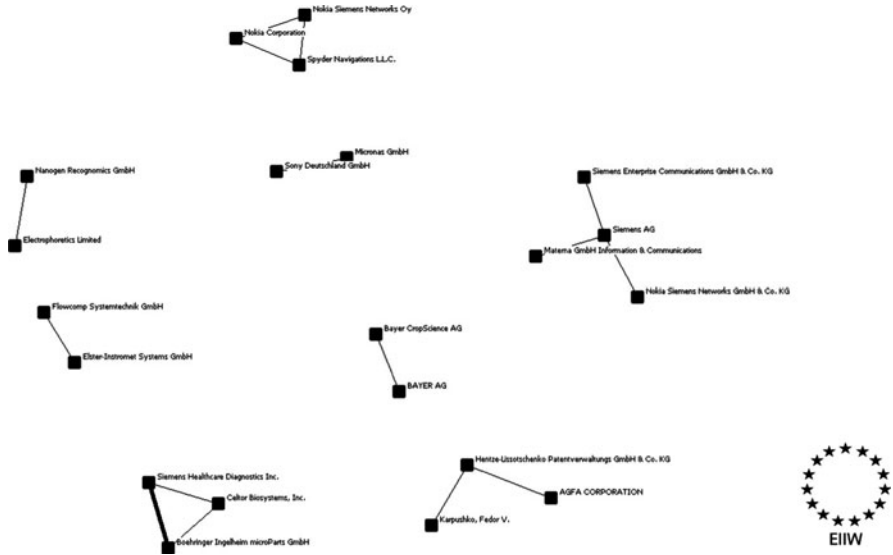 Nokia Siemens Networks Oy
Nokia Corporation
Spyder Navigations L.L.C.
Micronas GmbH
Sony Deutschland GmbH
Nanogen Recognomics GmbH
Siemens Enterprise Communications GmbH & Co. KG
Siemens AG
Electrophoretics Limited
Materna GmbH Information & Communications
Nokia Siemens Networks GmbH & Co. KG
Flowcomp Systemtechnik GmbH
Bayer CropScience AG
Elster-Instromet Systems GmbH
BAYER AG
Hentze-Lissotschenko Patentverwaltungs GmbH & Co. KG
Siemens Healthcare Diagnostics Inc.
AGFA CORPORATION
Celtor Biosystems, Inc.
Karpushko, Fedor V.
Boehringer Ingelheim microParts GmbH
EIIW